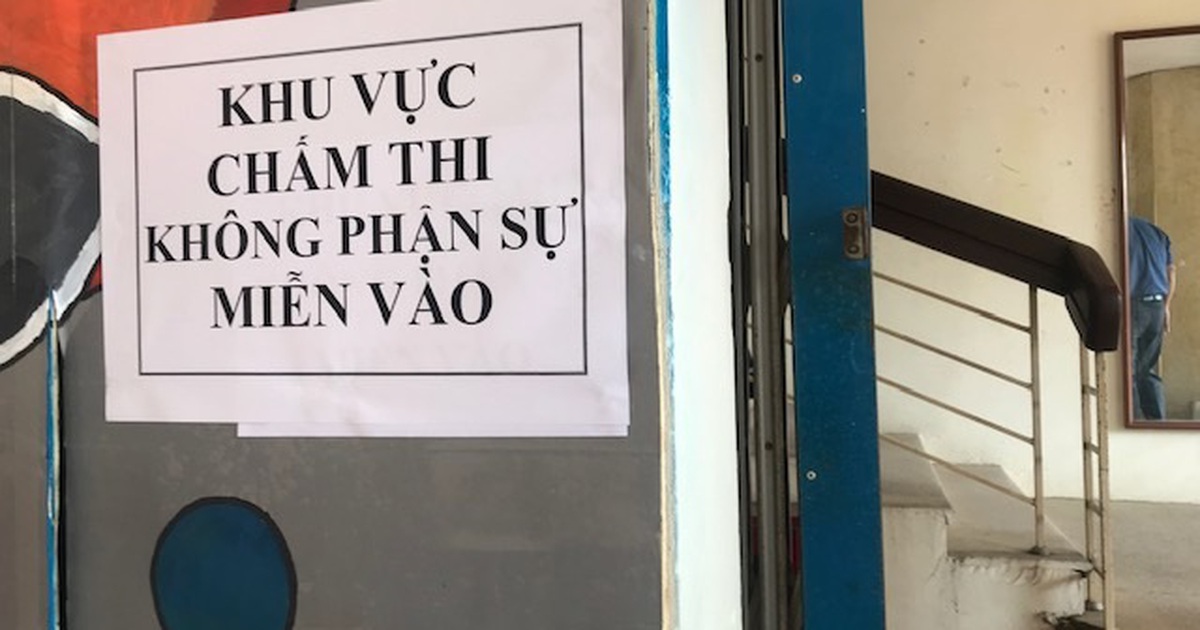 KHU VỰC
CHẤM THI
KHÔNG PHẬN SỰ
MIỄN VÀO